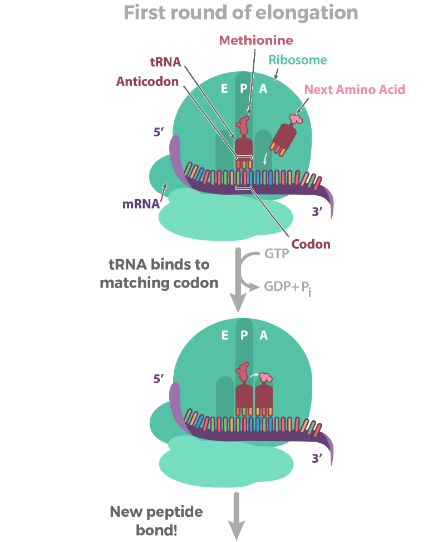 First round of elongation
Methionine
tRNA
Ribosome
Anticodon
E P A
Next Amino Acid
5′
mRNA
3′
Codon
GTP
tRNA binds to
matching codon
GDP+Pi
E P A
5′
3′
New peptide
bond!